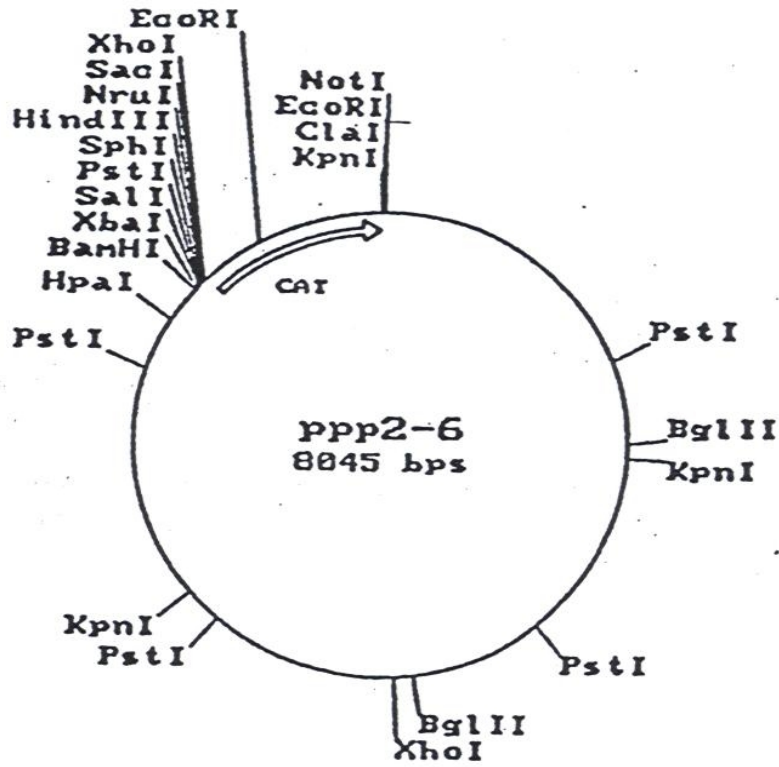 EcoRI
XhoI
SacI
NruI
HindIII
SphI
PstI
SalI
XbaI
BamHI
HpaI
PstI
NotI
EcoRI
ClaI
KpnI
CAT
PstI
BglII
KpnI
ppp2-6
8045 bps
KpnI
PstI
PstI
BglII
XhoI